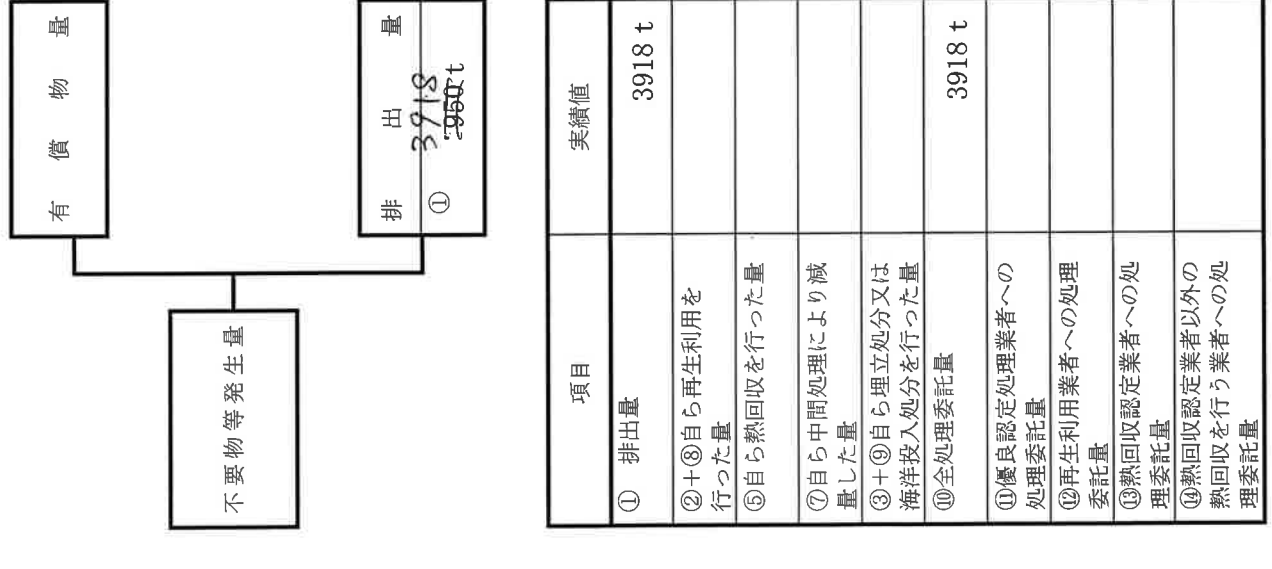 有償物量
不要物等発生量
排出量
①
3918
950 t
項目
実績値
① 排出量
3918 t
②+⑧自ら再生利用を
行った量
⑤自ら熱回収を行った量
⑦自ら中間処理により減
量した量
③+⑨自ら埋立処分又は
海洋投入処分を行った量
⑩全処理委託量
3918 t
⑪優良認定処理業者への
処理委託量
⑫再生利用業者への処理
委託量
⑬熱回収認定業者への処
理委託量
⑭熱回収認定業者以外の
熱回収を行う業者への処
理委託量